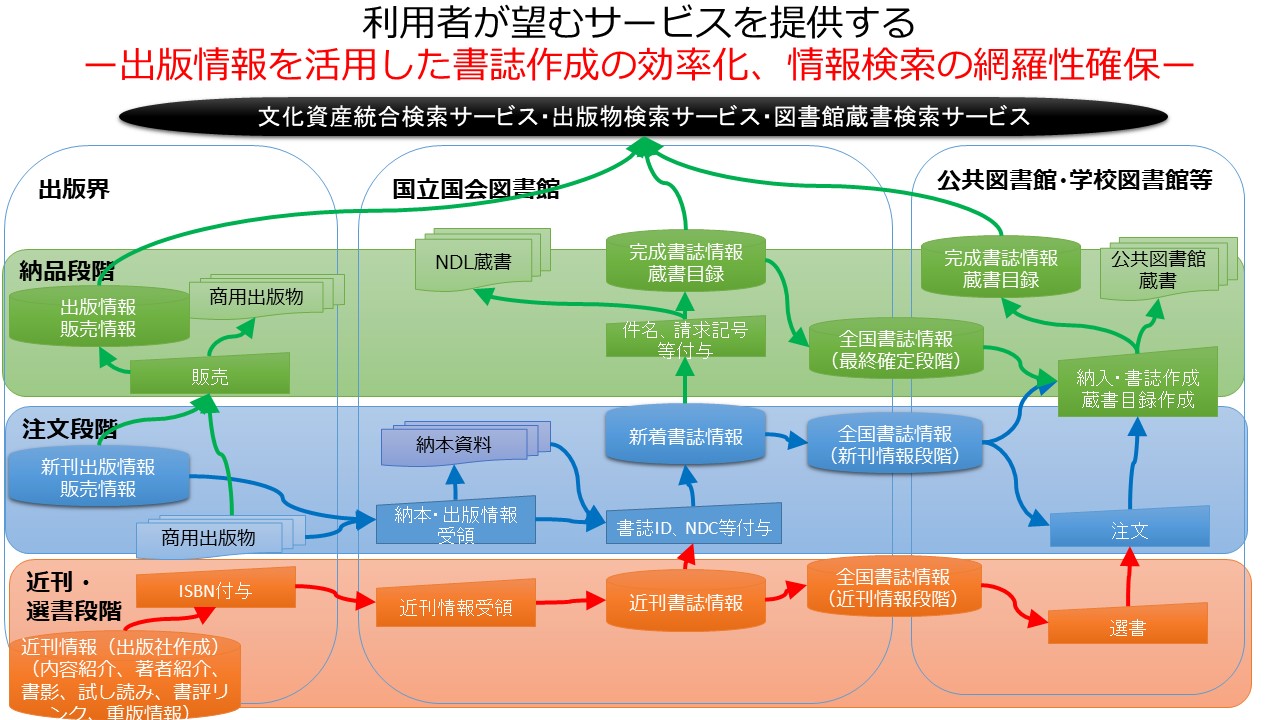 利用者が望むサービスを提供する
ー出版情報を活用した書誌作成の効率化、情報検索の網羅性確保ー
文化資産統合検索サービス・出版物検索サービス・図書館蔵書検索サービス
出版界
国立国会図書館
公共図書館・学校図書館等
納品段階
出版情報
販売情報
商用出版物
販売
NDL蔵書
完成書誌情報
蔵書目録
件名、請求記号
等付与
全国書誌情報
（最終確定段階）
完成書誌情報
蔵書目録
公共図書館
蔵書
納入・書誌作成
蔵書目録作成
注文段階
新刊出版情報
販売情報
商用出版物
納本資料
納本・出版情報
受領
新着書誌情報
書誌ID、NDC等付与
全国書誌情報
（新刊情報段階）
注文
近刊・
選書段階
ISBN付与
近刊情報（出版社作成）
（内容紹介、著者紹介、
書影、試し読み、書評リ
ンク、重版情報）
近刊情報受領
近刊書誌情報
全国書誌情報
（近刊情報段階）
選書